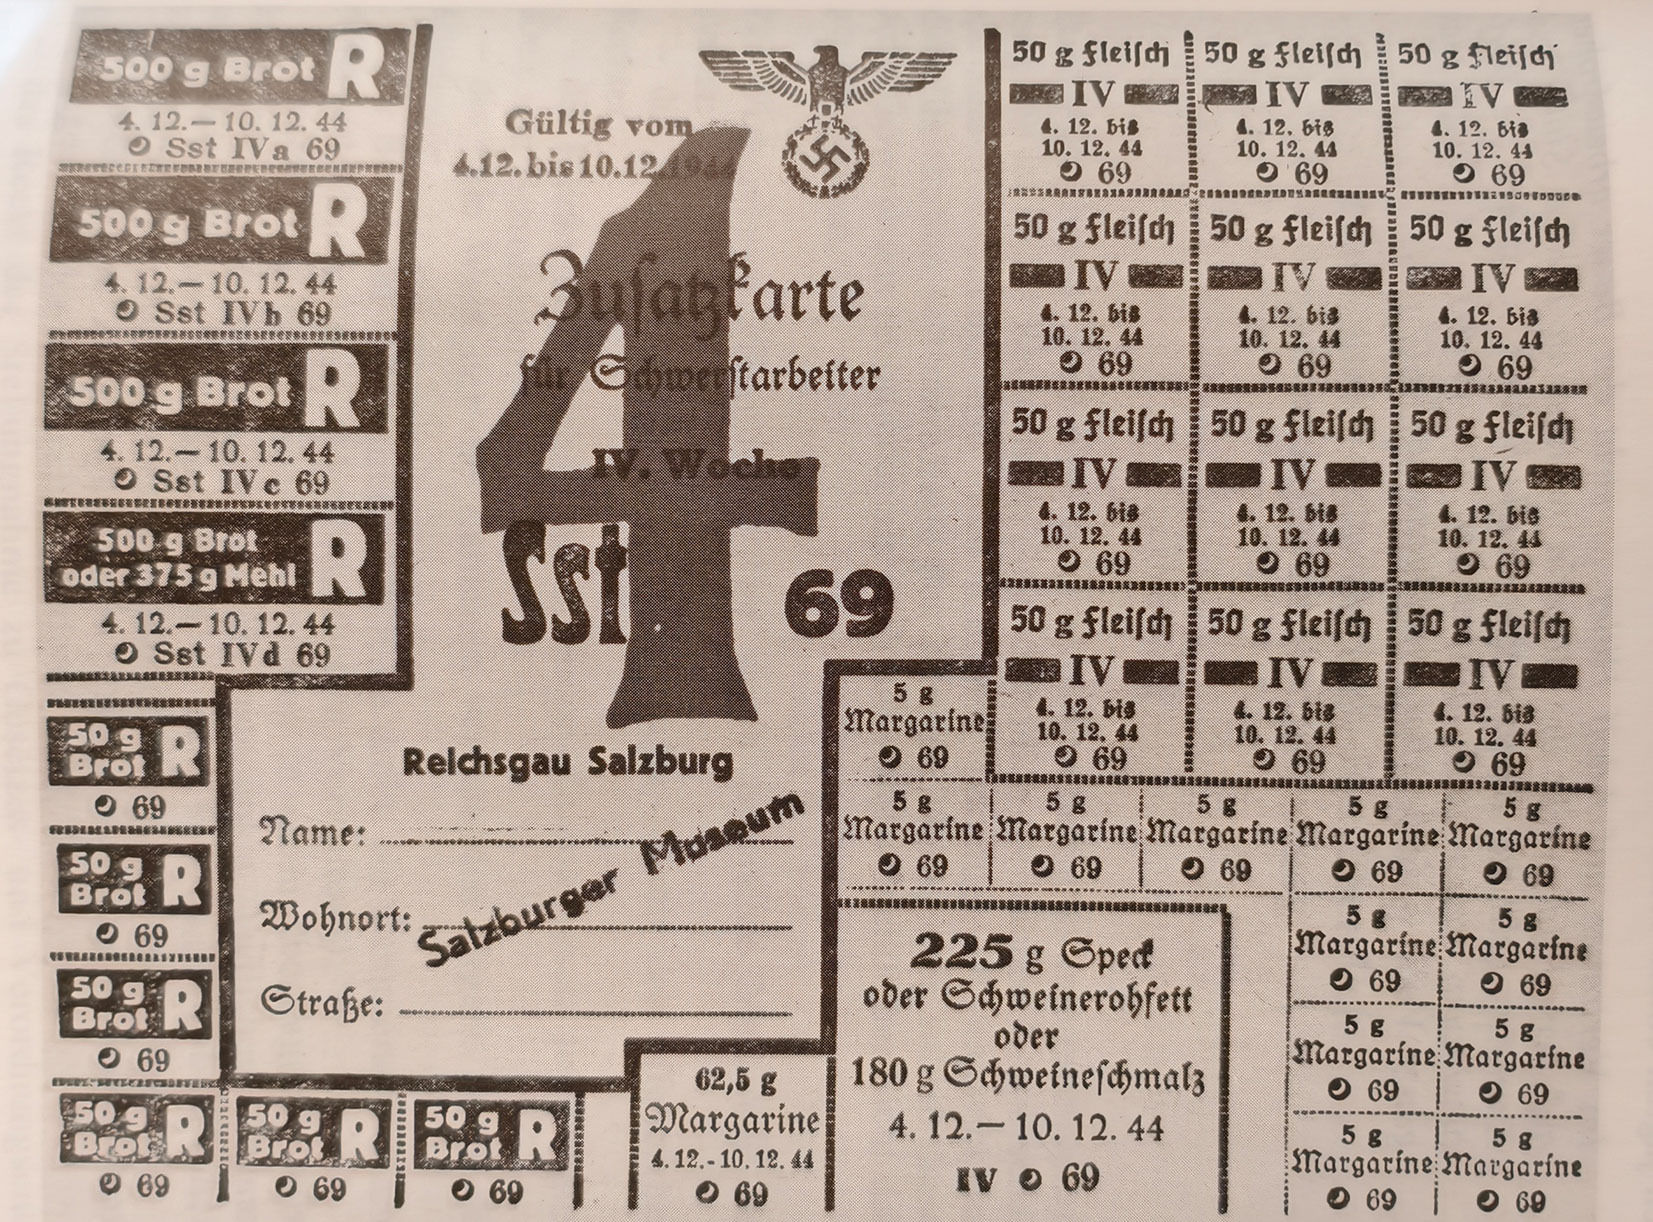 500 g Brot R
4. 12.— 10. 12. 44
Sst IVa 69
500 g Brot R
4. 12.— 10. 12. 44
Sst IVb 69
500 g Brot R
4. 12.— 10. 12. 44
Sst IVc 69
500 g Brot
oder 375 g Mehl R
4. 12.— 10. 12. 44
Sst IVd 69
50 g
Brot R
69
50 g
Brot R
69
50 g
Brot R
69
50 g
Brot R
69
50 g
Brot R
69
50 g
Brot R
69
Gültig vom
4.12. bis 10.12.1944
4
Zusatzkarte
für Schwerstarbeiter
IV. Woche
Sst 69
Reichsgau Salzburg
Name:
Wohnort:
Straße:
Salzburger Museum
50 g Fleisch
IV
4. 12. bis
10. 12. 44
69
50 g Fleisch
IV
4. 12. bis
10. 12. 44
69
50 g Fleisch
IV
4. 12. bis
10. 12. 44
69
50 g Fleisch
IV
4. 12. bis
10. 12. 44
69
50 g Fleisch
IV
4. 12. bis
10. 12. 44
69
50 g Fleisch
IV
4. 12. bis
10. 12. 44
69
50 g Fleisch
IV
4. 12. bis
10. 12. 44
69
50 g Fleisch
IV
4. 12. bis
10. 12. 44
69
50 g Fleisch
IV
4. 12. bis
10. 12. 44
69
50 g Fleisch
IV
4. 12. bis
10. 12. 44
69
50 g Fleisch
IV
4. 12. bis
10. 12. 44
69
50 g Fleisch
IV
4. 12. bis
10. 12. 44
69
5 g
Margarine
69
5 g
Margarine
69
5 g
Margarine
69
5 g
Margarine
69
5 g
Margarine
69
5 g
Margarine
69
5 g
Margarine
69
5 g
Margarine
69
5 g
Margarine
69
5 g
Margarine
69
5 g
Margarine
69
5 g
Margarine
69
62,5 g
Margarine
4. 12.-10. 12. 44
69
225 g Speck
oder Schweinerohfett
oder
180 g Schweineschmalz
4. 12.— 10. 12. 44
IV 69